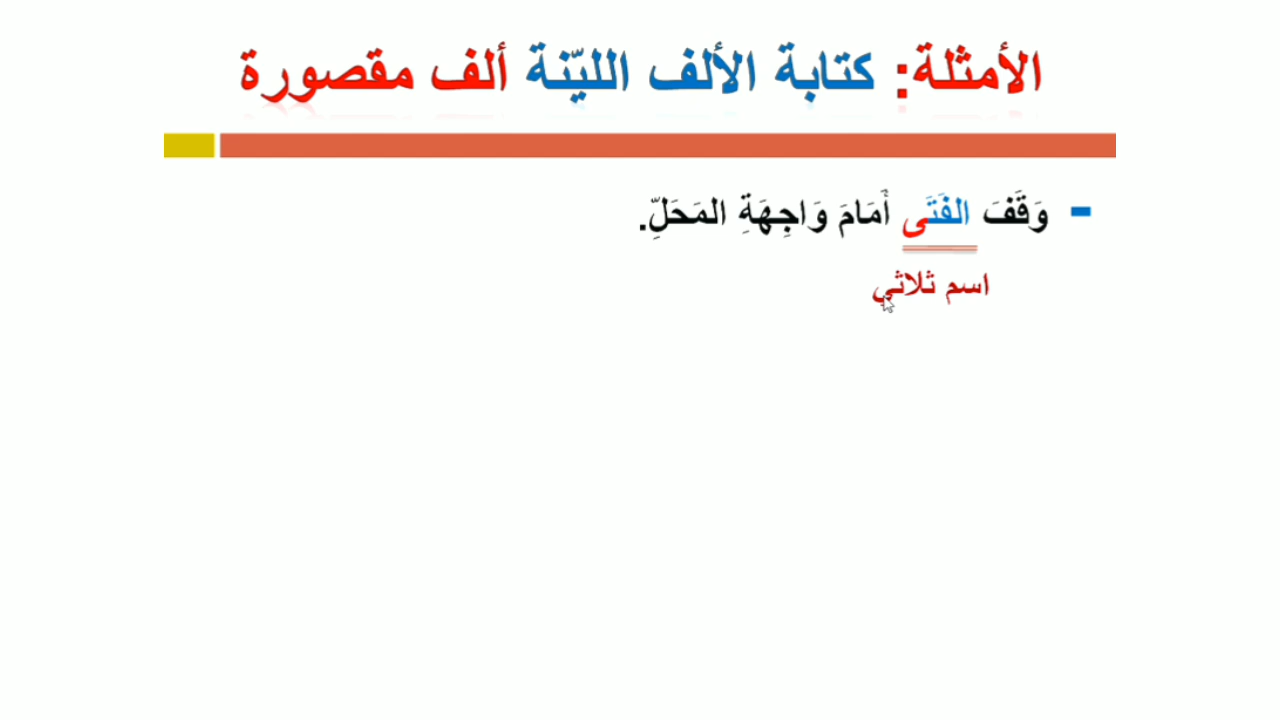 الأمثلة: كتابة الألف الليّنة ألف مقصورة
- وَقَفَ الفَتَى أَمَامَ وَاجِهَةِ المَحَلِّ.
اسم ثلاثي